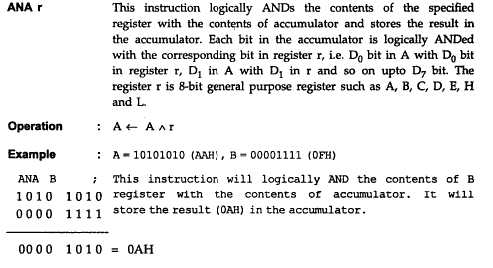 ANA r This instruction logically ANDs the contents of the specified
register with the contents of accumulator and stores the result in
the accumulator. Each bit in the accumulator is logically ANDed
with the corresponding bit in register r, i.e. D₀ bit in A with D₀ bit
in register r, D₁ in A with D₁ in r and so on upto D₇ bit. The
register r is 8-bit general purpose register such as A, B, C, D, E, H
and L.
Operation : A ← A ∧ r
Example : A = 10101010 (AAH), B = 00001111 (0FH)
ANA B ; This instruction will logically AND the contents of B
1010 1010 register with the contents of accumulator. It will
0000 1111 store the result (0AH) in the accumulator.
0000 1010 = 0AH